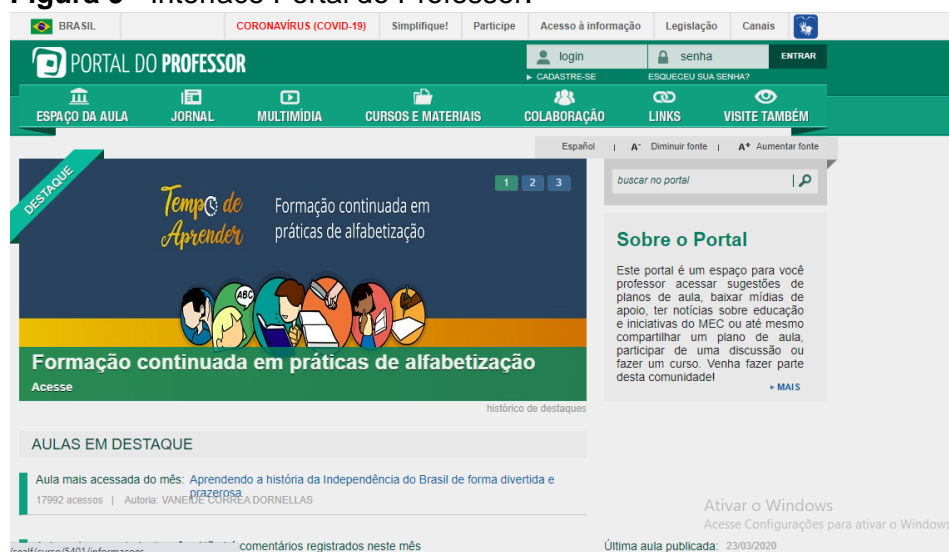 Figura 3 - Interface Portal do Professor.
BRASIL CORONAVÍRUS (COVID-19) Simplifique! Participe Acesso à informação Legislação Canais
PORTAL DO PROFESSOR
login senha ENTRAR
CADASTRE-SE ESQUECEU SUA SENHA?
ESPAÇO DA AULA JORNAL MULTIMÍDIA CURSOS E MATERIAIS COLABORAÇÃO LINKS VISITE TAMBÉM
Español | A- Diminuir fonte | A+ Aumentar fonte
DESTAQUE
1 2 3
Tempo de
Aprender
Formação continuada em
práticas de alfabetização
ABC
Formação continuada em práticas de alfabetização
Acesse
histórico de destaques
buscar no portal
Sobre o Portal
Este portal é um espaço para você
professor acessar sugestões de
planos de aula, baixar mídias de
apoio, ter notícias sobre educação
e iniciativas do MEC ou até mesmo
compartilhar um plano de aula,
participar de uma discussão ou
fazer um curso. Venha fazer parte
desta comunidade!
MAIS
AULAS EM DESTAQUE
Aula mais acessada do mês: Aprendendo a história da Independência do Brasil de forma divertida e
prazerosa
17992 acessos | Autoria: VANEIDE CORRÊA DORNELLAS
comentários registrados neste mês
Última aula publicada: 23/03/2020
Ativar o Windows
Acesse Configurações para ativar o Windows